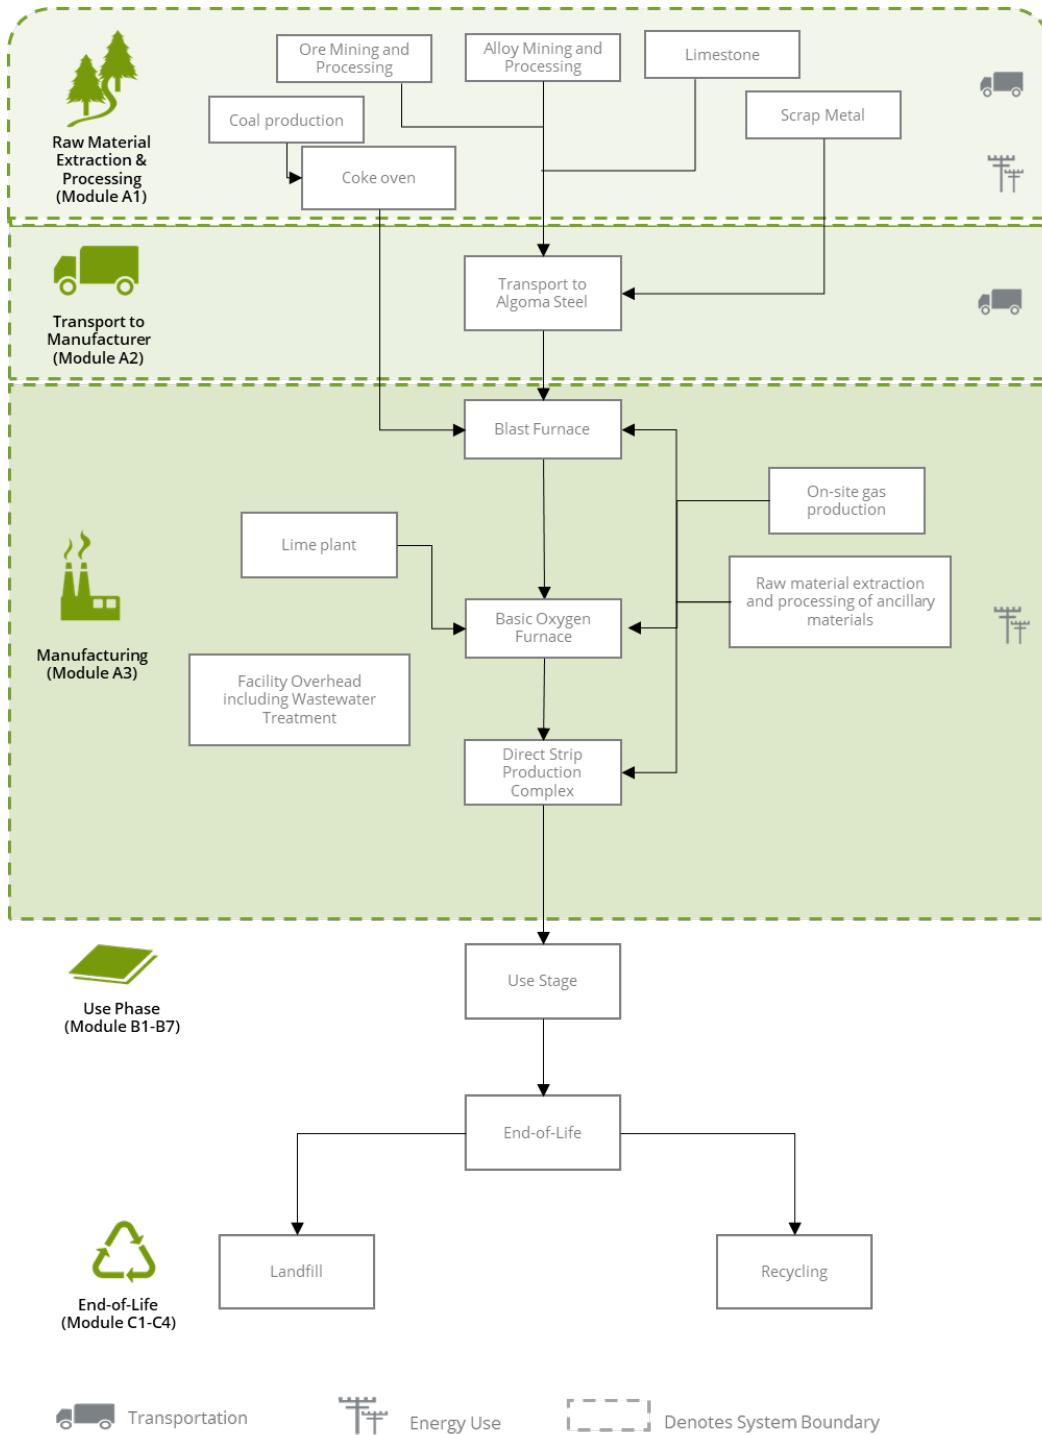 Ore Mining and
Processing
Alloy Mining and
Processing
Limestone
Coal production
Scrap Metal
Raw Material
Extraction &
Processing
(Module A1)
Coke oven
Transport to
Manufacturer
(Module A2)
Transport to
Algoma Steel
Blast Furnace
On-site gas
production
Lime plant
Raw material extraction
and processing of ancillary
materials
Basic Oxygen
Furnace
Manufacturing
(Module A3)
Facility Overhead
including Wastewater
Treatment
Direct Strip
Production
Complex
Use Phase
(Module B1-B7)
Use Stage
End-of-Life
Landfill
Recycling
End-of-Life
(Module C1-C4)
Transportation
Energy Use
Denotes System Boundary